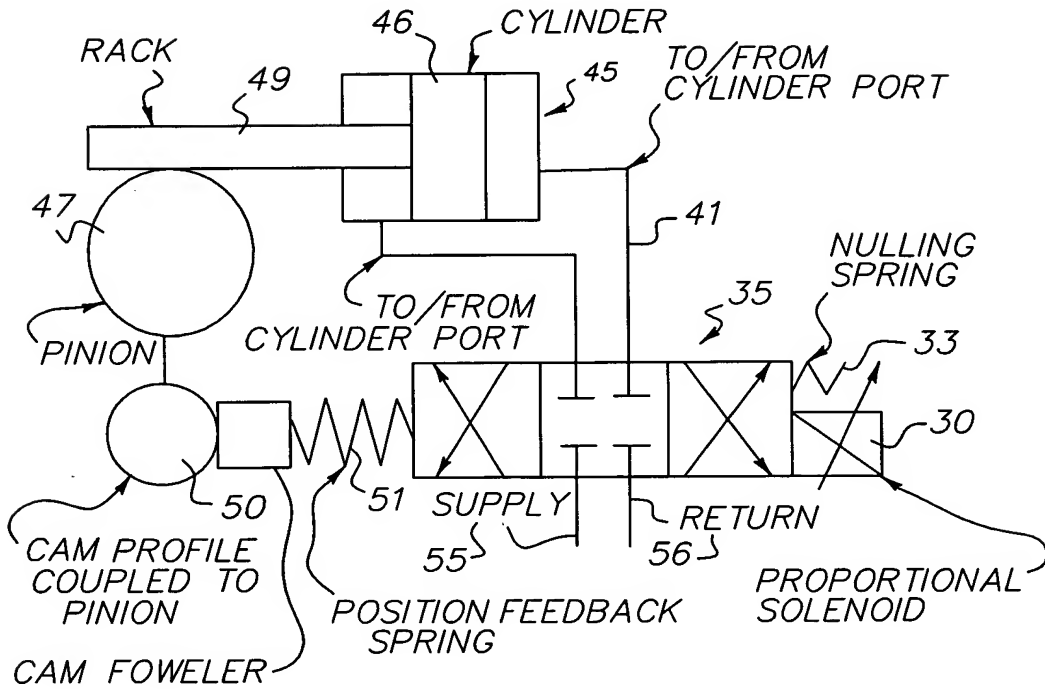 46
CYLINDER
RACK
49
45
TO/FROM
CYLINDER PORT
47
41
NULLING
SPRING
35
33
TO/FROM
CYLINDER PORT
PINION
30
50
51
SUPPLY
55
RETURN
56
CAM PROFILE
COUPLED TO
PINION
POSITION FEEDBACK
SPRING
PROPORTIONAL
SOLENOID
CAM FOWELER